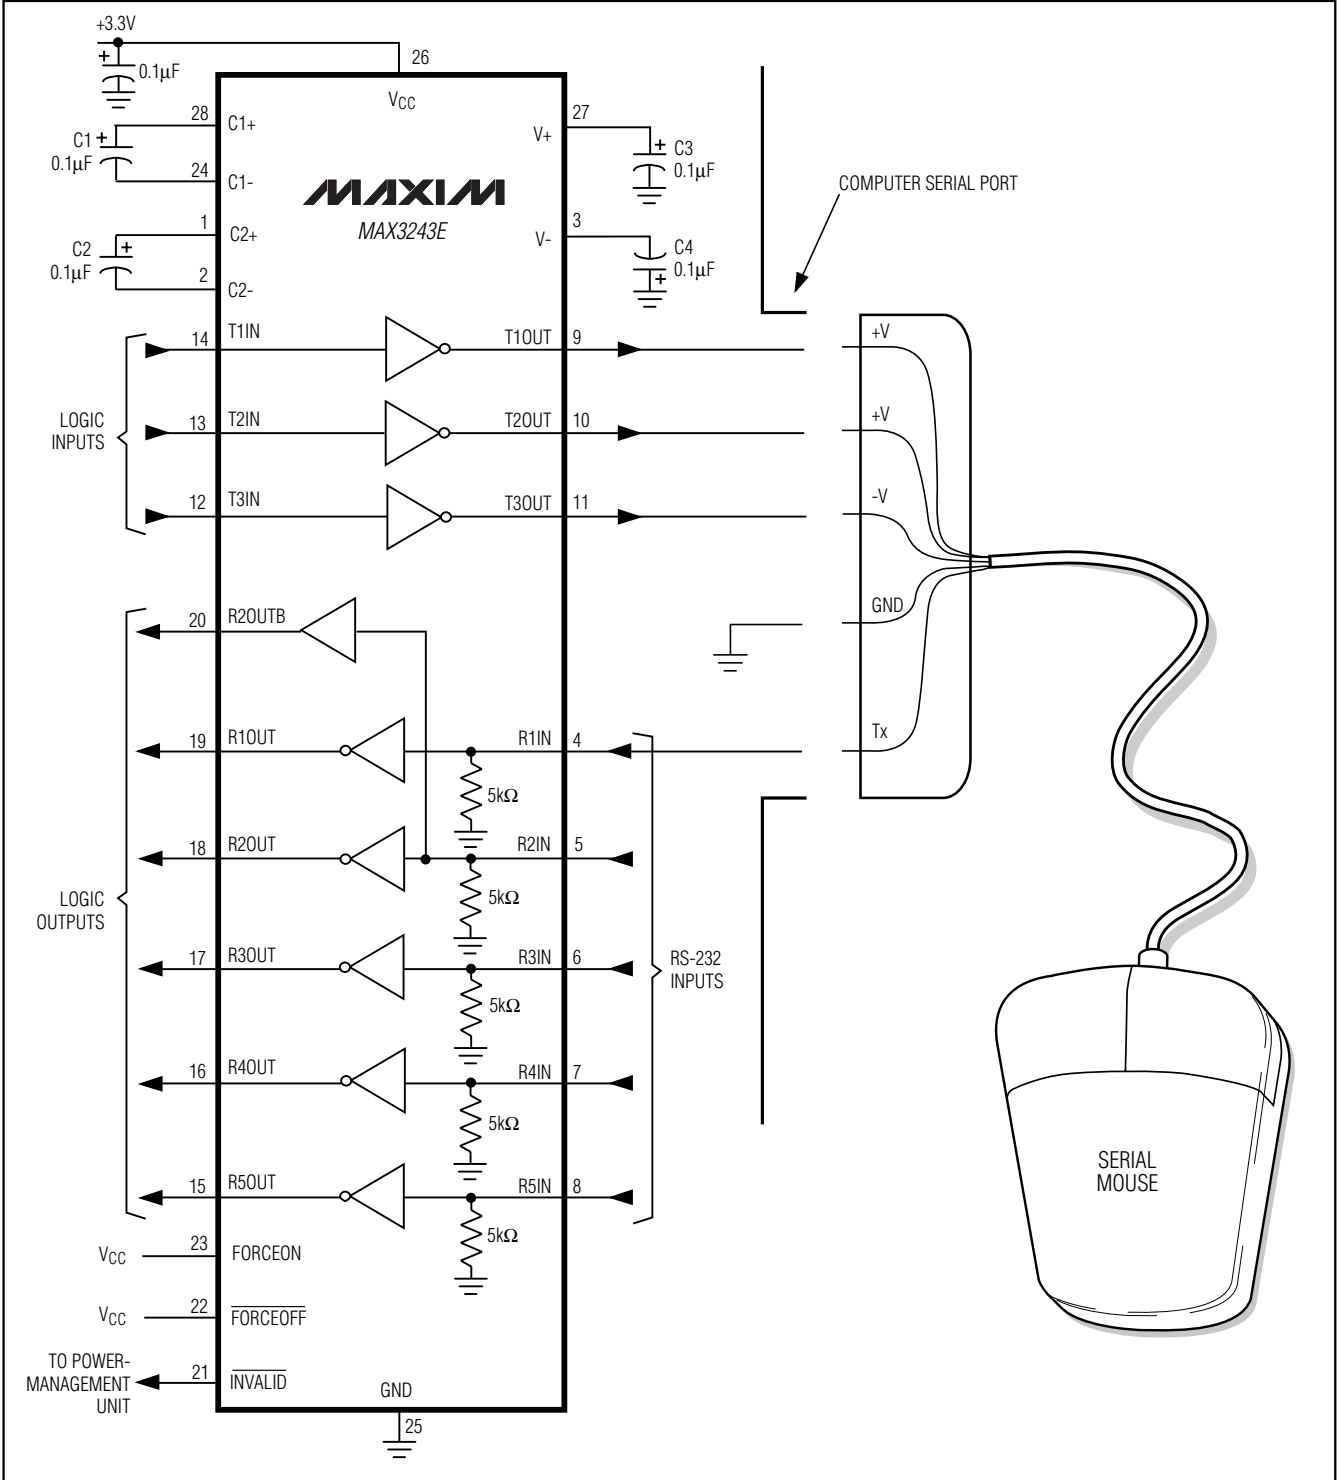 +3.3V
+
0.1µF
26
VCC
28
C1+
C1
+
0.1µF
24
C1-
1
C2+
C2
+
0.1µF
2
C2-
MAXIM
MAX3243E
27
V+
+
C3
0.1µF
3
V-
C4
0.1µF
+
COMPUTER SERIAL PORT
LOGIC
INPUTS
14
T1IN
T1OUT
9
+V
13
T2IN
T2OUT
10
+V
12
T3IN
T3OUT
11
-V
20
R2OUTB
GND
19
R1OUT
R1IN
4
Tx
5kΩ
18
R2OUT
R2IN
5
5kΩ
LOGIC
OUTPUTS
17
R3OUT
R3IN
6
5kΩ
RS-232
INPUTS
16
R4OUT
R4IN
7
5kΩ
15
R5OUT
R5IN
8
5kΩ
SERIAL
MOUSE
VCC
23
FORCEON
VCC
22
FORCEOFF
TO POWER-
MANAGEMENT
UNIT
21
INVALID
GND
25